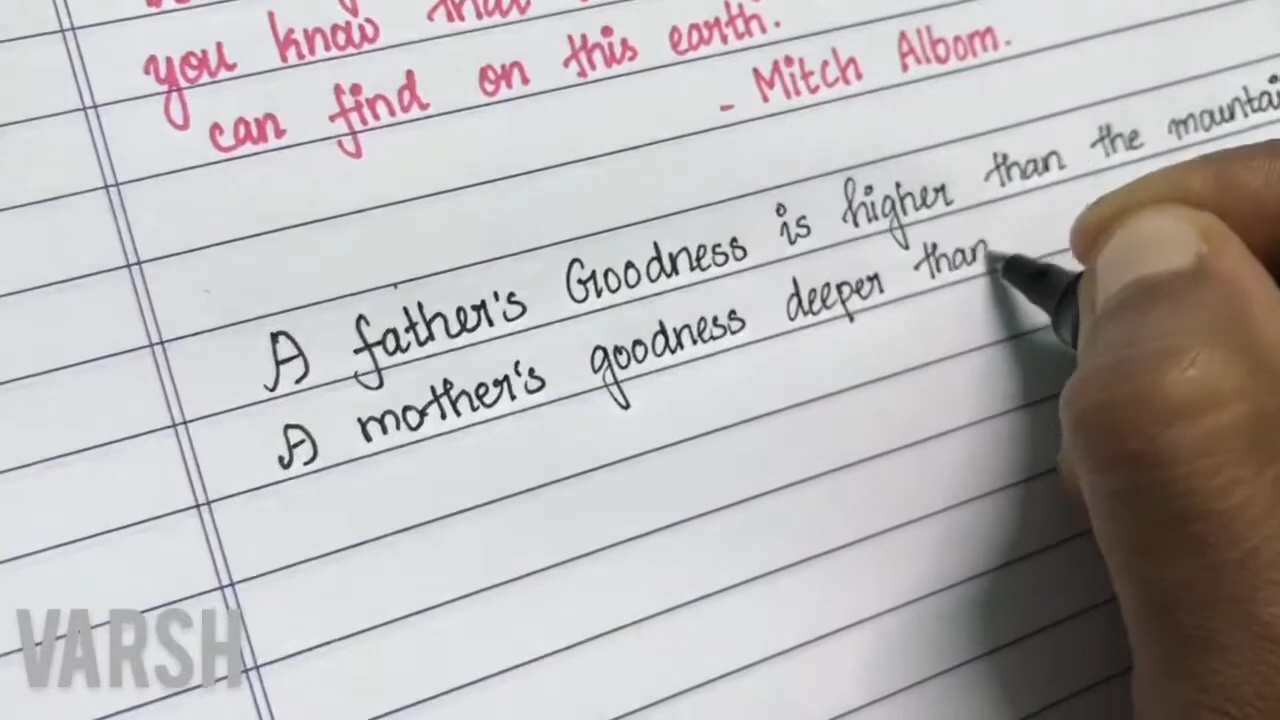 you know that
can find on this earth.
- Mitch Albom.
A father's Goodness is higher than the mountai
A mother's goodness deeper than
VARSH